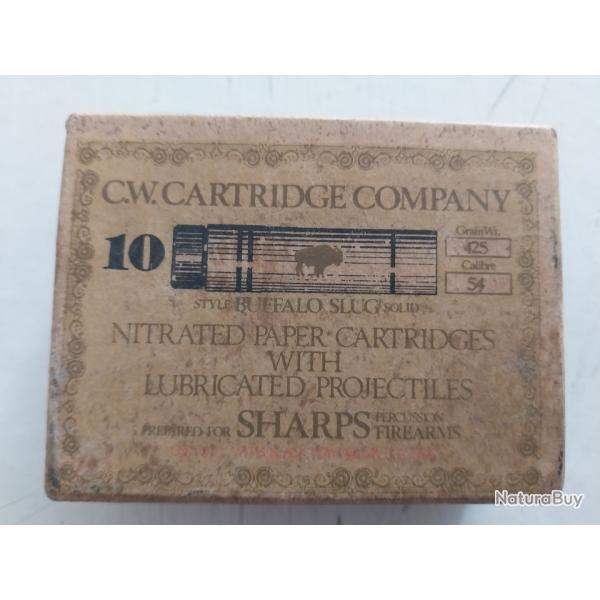 C.W. CARTRIDGE COMPANY
10
Grain Wt.
425
Calibre
54
STYLE BUFFALO SLUG SOLID
NITRATED PAPER CARTRIDGES
WITH
LUBRICATED PROJECTILES
PREPARED FOR SHARPS PERCUSSION FIREARMS
NaturaBuy